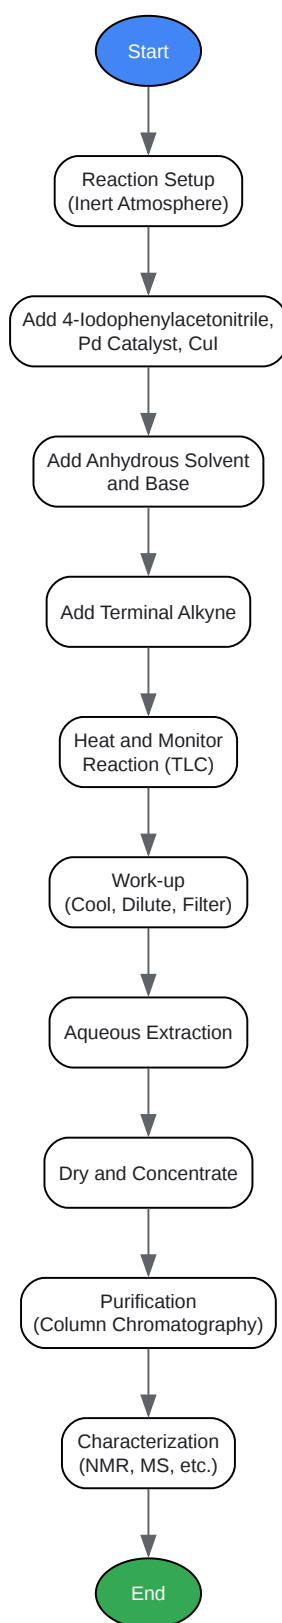 Start
Reaction Setup
(Inert Atmosphere)
Add 4-Iodophenylacetonitrile,
Pd Catalyst, CuI
Add Anhydrous Solvent
and Base
Add Terminal Alkyne
Heat and Monitor
Reaction (TLC)
Work-up
(Cool, Dilute, Filter)
Aqueous Extraction
Dry and Concentrate
Purification
(Column Chromatography)
Characterization
(NMR, MS, etc.)
End